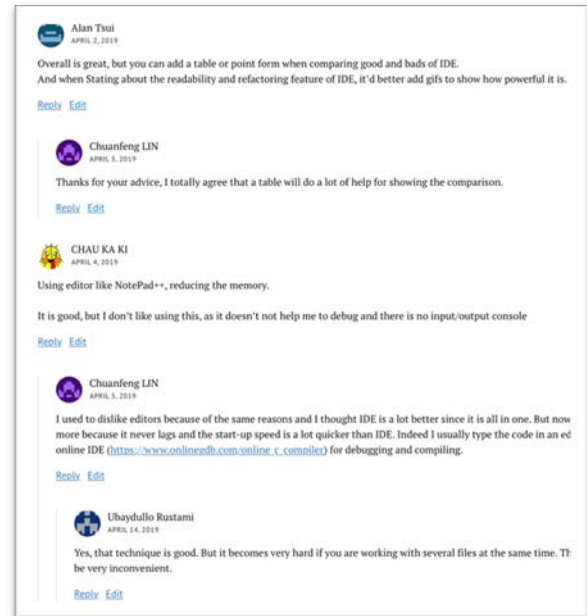 Alan Tsui
APRIL 2, 2019
Overall is great, but you can add a table or point form when comparing good and bads of IDE.
And when Stating about the readability and refactoring feature of IDE, it'd better add gifs to show how powerful it is.
Reply Edit
Chuanfeng LIN
APRIL 5, 2019
Thanks for your advice, I totally agree that a table will do a lot of help for showing the comparison.
Reply Edit
CHAU KA KI
APRIL 4, 2019
Using editor like NotePad++, reducing the memory.
It is good, but I don't like using this, as it doesn't not help me to debug and there is no input/output console
Reply Edit
Chuanfeng LIN
APRIL 5, 2019
I used to dislike editors because of the same reasons and I thought IDE is a lot better since it is all in one. But now
more because it never lags and the start-up speed is a lot quicker than IDE. Indeed I usually type the code in an ed
online IDE (https://www.onlinegdb.com/online_c_compiler) for debugging and compiling.
Reply Edit
Ubaydullo Rustami
APRIL 14, 2019
Yes, that technique is good. But it becomes very hard if you are working with several files at the same time. Th
be very inconvenient.
Reply Edit